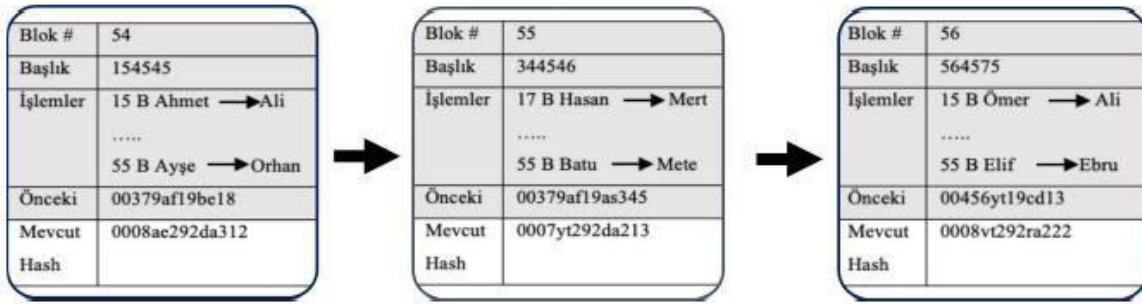 Blok # 54
Başlık 154545
İşlemler 15 B Ahmet Ali
.....
55 B Ayşe Orhan
Önceki 00379af19be18
Mevcut 0008ae292da312
Hash
Blok # 55
Başlık 344546
İşlemler 17 B Hasan Mert
.....
55 B Batu Mete
Önceki 00379af19as345
Mevcut 0007yt292da213
Hash
Blok # 56
Başlık 564575
İşlemler 15 B Ömer Ali
.....
55 B Elif Ebru
Önceki 00456yt19cd13
Mevcut 0008vt292ra222
Hash